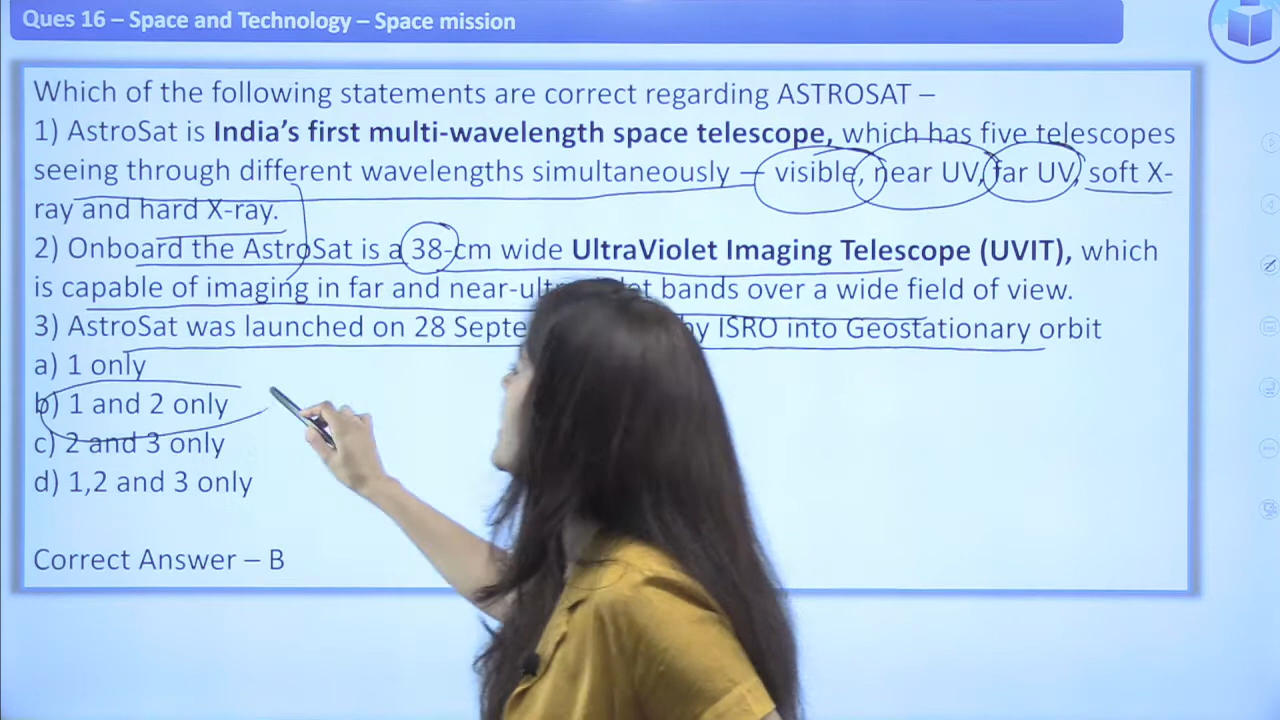 Ques 16 – Space and Technology – Space mission
Which of the following statements are correct regarding ASTROSAT –
1) AstroSat is India's first multi-wavelength space telescope, which has five telescopes
seeing through different wavelengths simultaneously – visible, near UV, far UV, soft X-
ray and hard X-ray.
2) Onboard the AstroSat is a 38-cm wide UltraViolet Imaging Telescope (UVIT), which
is capable of imaging in far and near- bands over a wide field of view.
3) AstroSat was launched on 28 by ISRO into Geostationary orbit
a) 1 only
b) 1 and 2 only
c) 2 and 3 only
d) 1,2 and 3 only
Correct Answer – B